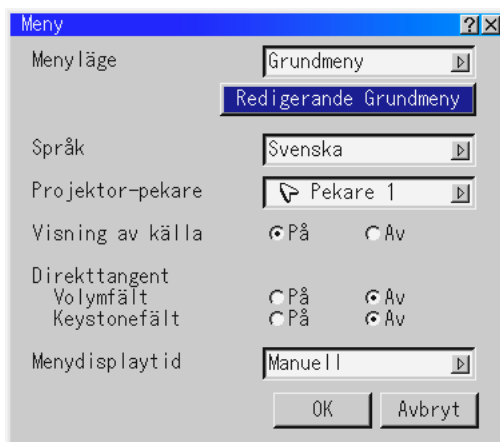 Meny
Menyläge Grundmeny
Redigerande Grundmeny
Språk Svenska
Projektor-pekare Pekare 1
Visning av källa På Av
Direkttangent
Volymfält På Av
Keystonefält På Av
Menydisplaytid Manuell
OK Avbryt